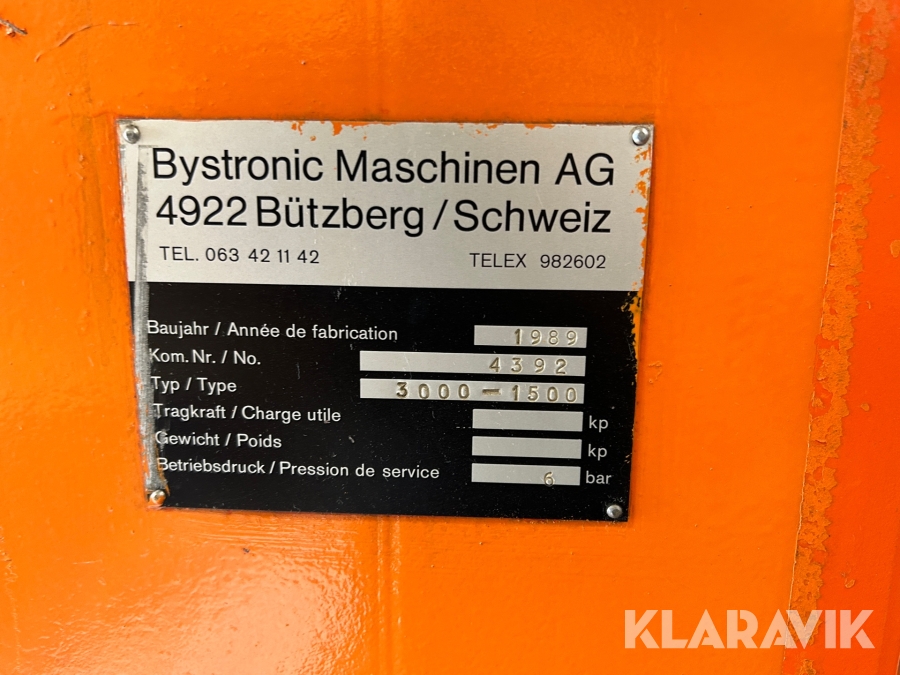 Bystronic Maschinen AG
4922 Bützberg / Schweiz
TEL. 063 42 11 42 TELEX 982602
Baujahr / Année de fabrication 1989
Kom. Nr. / No. 4392
Typ / Type 3000-1500
Tragkraft / Charge utile kp
Gewicht / Poids kp
Betriebsdruck / Pression de service 6 bar
KLARAVIK